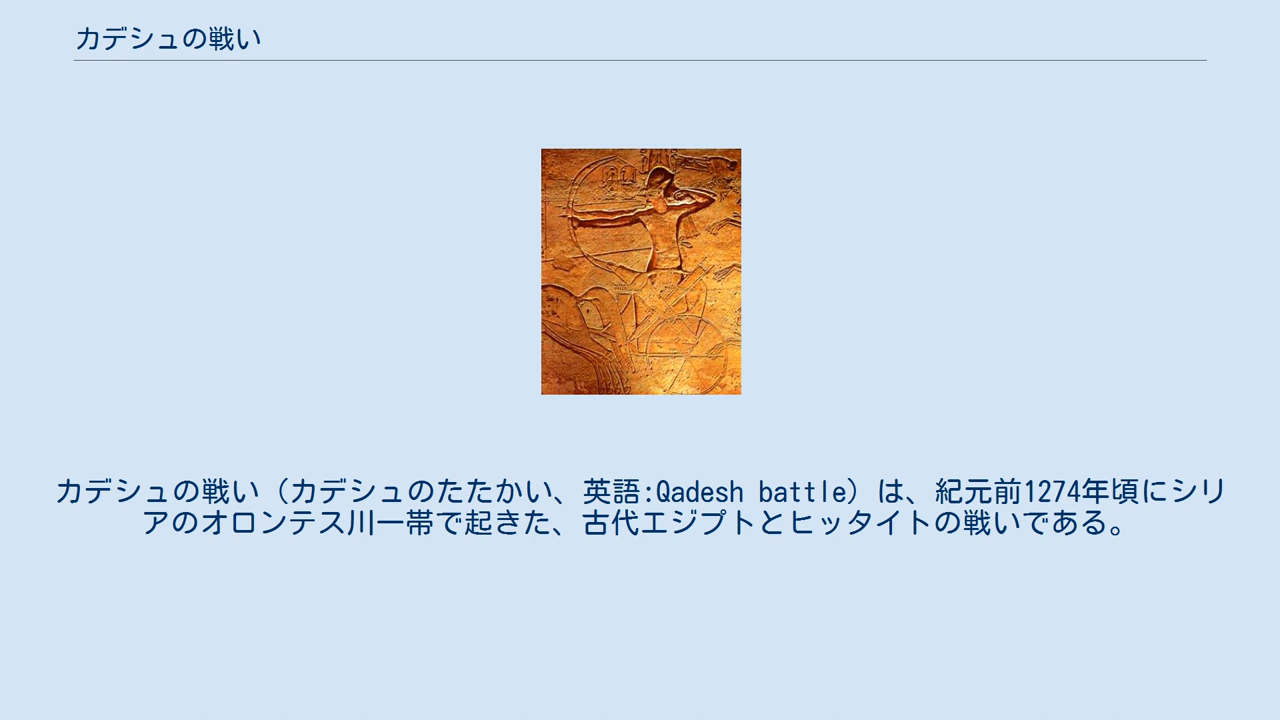 カデシュの戦い
カデシュの戦い（カデシュのたたかい、英語:Qadesh battle）は、紀元前1274年頃にシリ
アのオロンテス川一帯で起きた、古代エジプトとヒッタイトの戦いである。